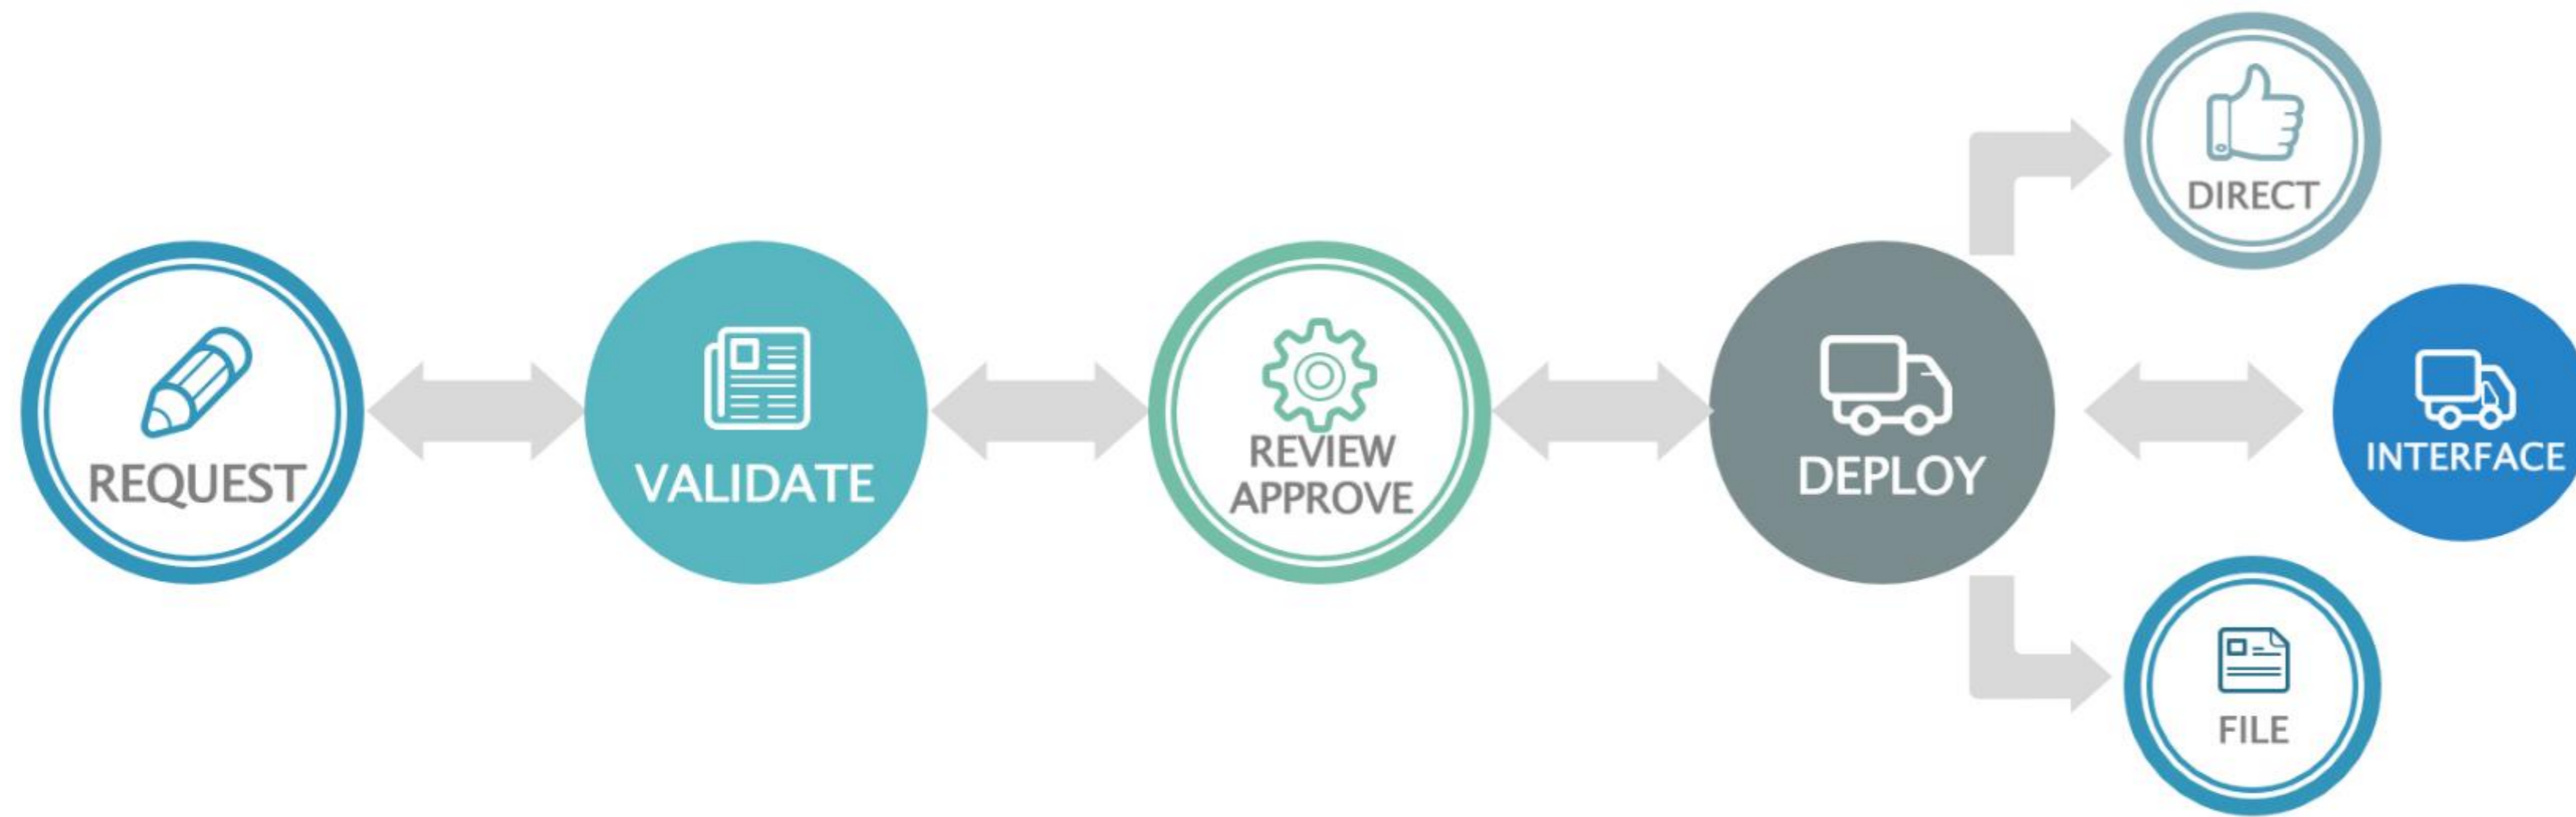 REQUEST
VALIDATE
REVIEW
APPROVE
DEPLOY
DIRECT
INTERFACE
FILE